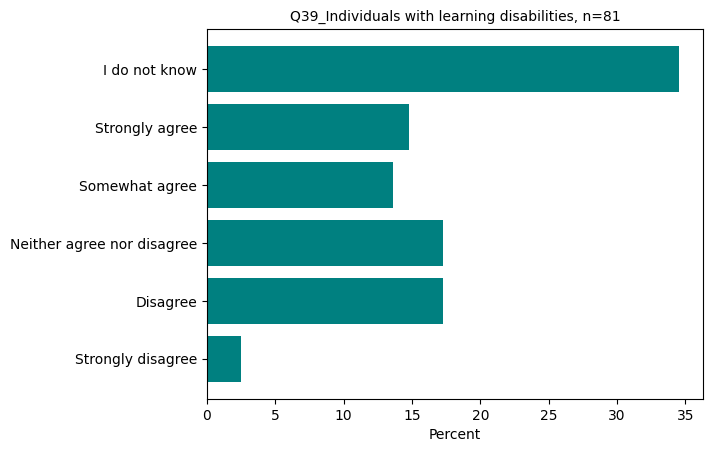 Q39_Individuals with learning disabilities, n=81
I do not know
Strongly agree
Somewhat agree
Neither agree nor disagree
Disagree
Strongly disagree
0 5 10 15 20 25 30 35
Percent